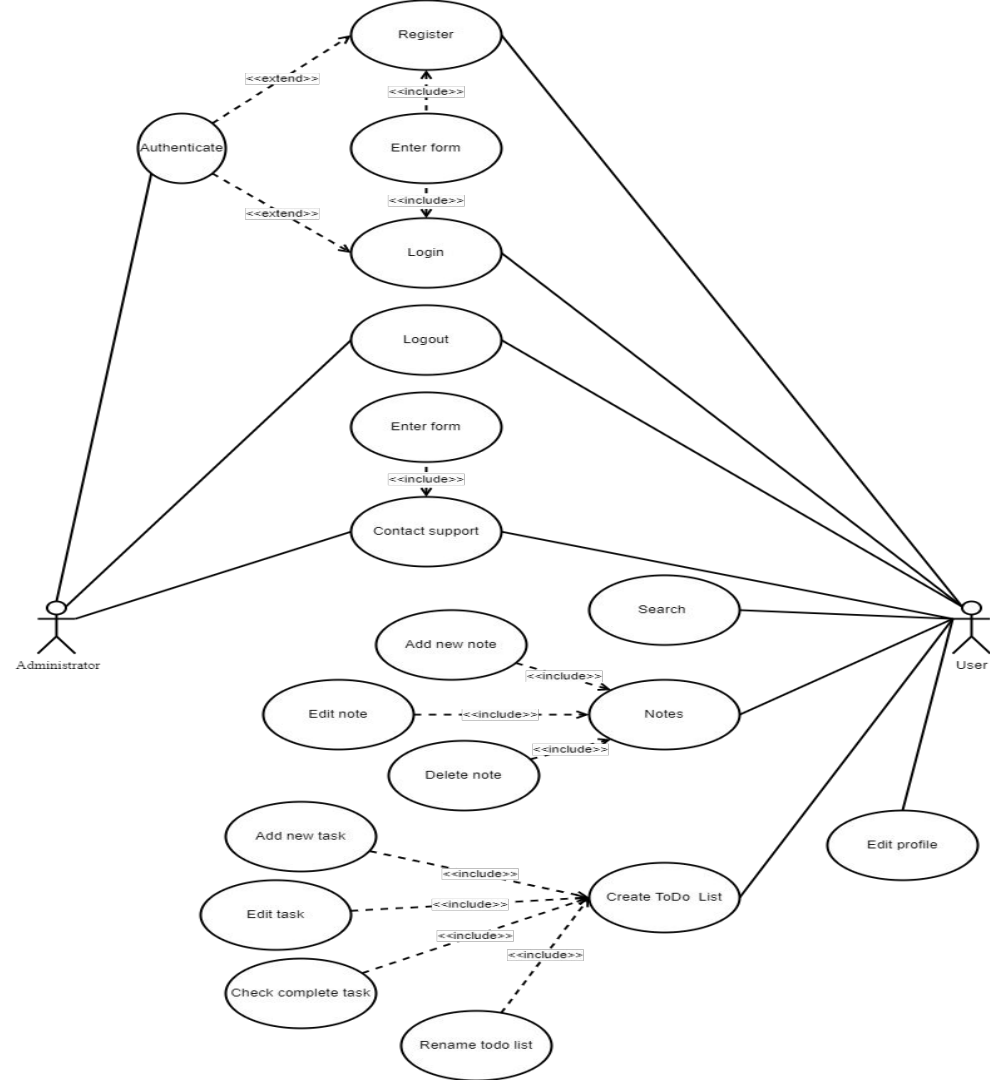 Register
<<extend>>
<<include>>
Authenticate
Enter form
<<include>>
<<extend>>
Login
Logout
Enter form
<<include>>
Contact support
Search
Administrator
User
Add new note
<<include>>
Edit note
<<include>>
Notes
<<include>>
Delete note
Add new task
Edit profile
<<include>>
Create ToDo List
<<include>>
Edit task
<<include>>
<<include>>
Check complete task
Rename todo list